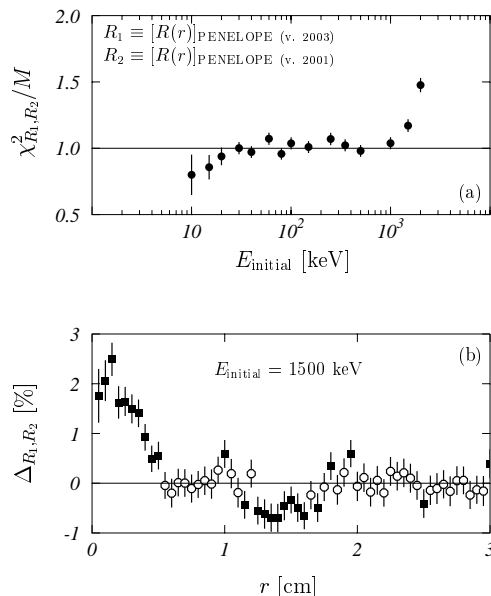 2.0
R₁ ≡ [R(r)]PENELOPE (v. 2003)
R₂ ≡ [R(r)]PENELOPE (v. 2001)
1.5
χ²R₁,R₂/M
1.0
(a)
0.5
10 10² 10³
Einitial [keV]
3
(b)
Einitial = 1500 keV
2
ΔR₁,R₂ [%]
1
0
-1
0 1 2 3
r [cm]